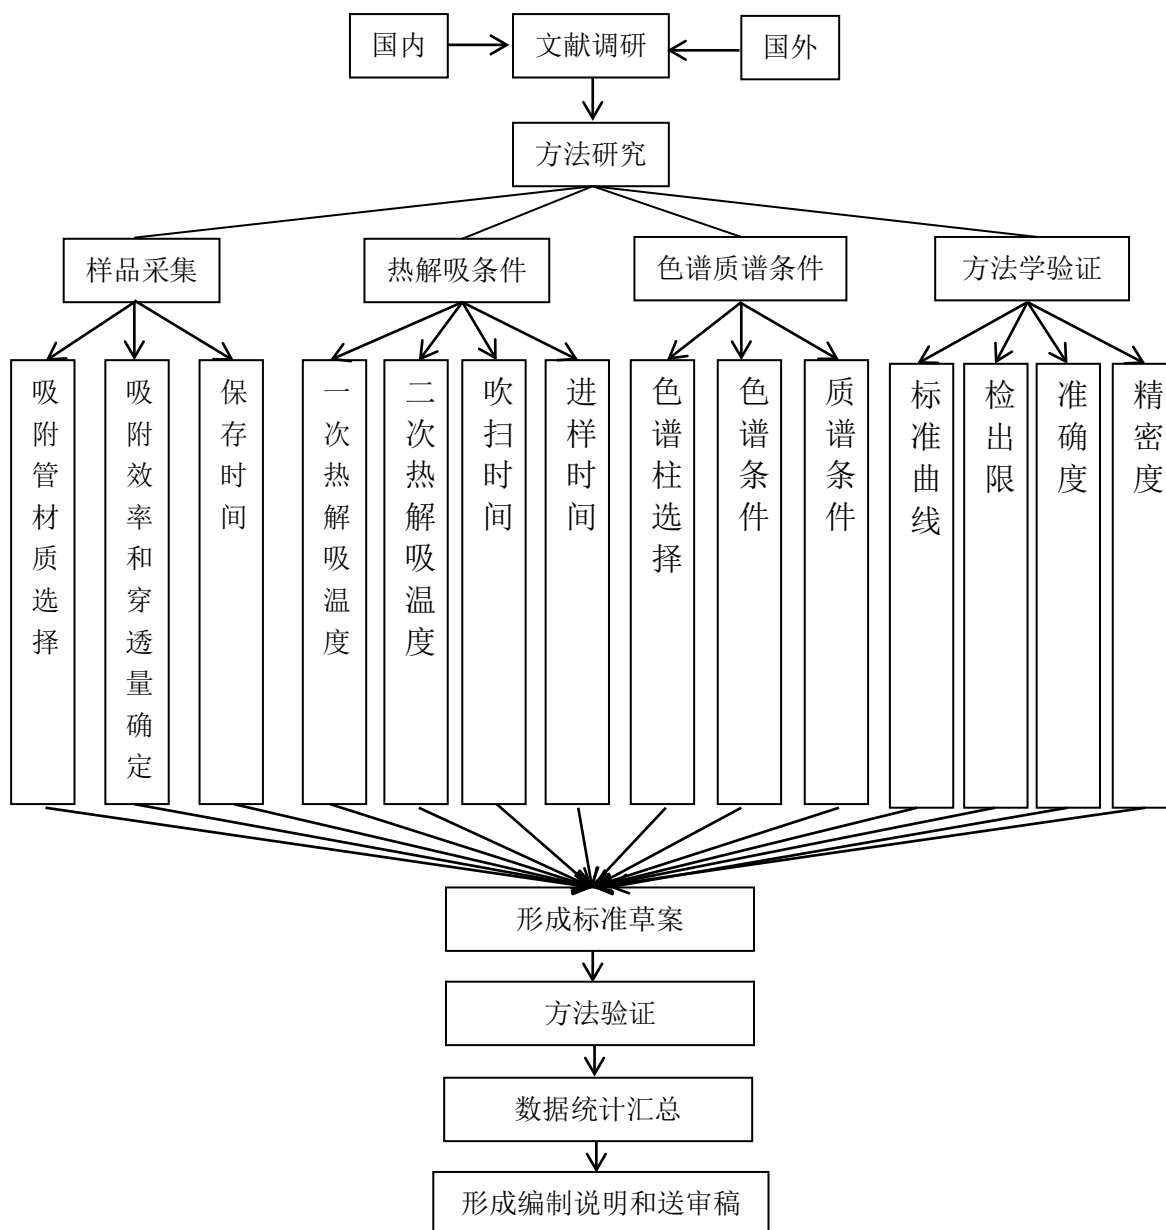 国内
文献调研
国外
方法研究
样品采集
热解吸条件
色谱质谱条件
方法学验证
吸附管材质选择
吸附效率和穿透量确定
保存时间
一次热解吸温度
二次热解吸温度
吹扫时间
进样时间
色谱柱选择
色谱条件
质谱条件
标准曲线
检出限
准确度
精密度
形成标准草案
方法验证
数据统计汇总
形成编制说明和送审稿